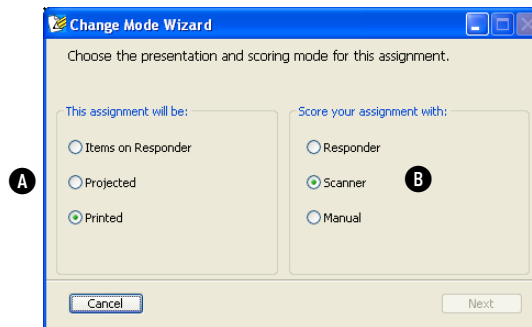 Change Mode Wizard
Choose the presentation and scoring mode for this assignment.
This assignment will be:
Items on Responder
A
Projected
Printed
Score your assignment with:
Responder
Scanner
B
Manual
Cancel
Next